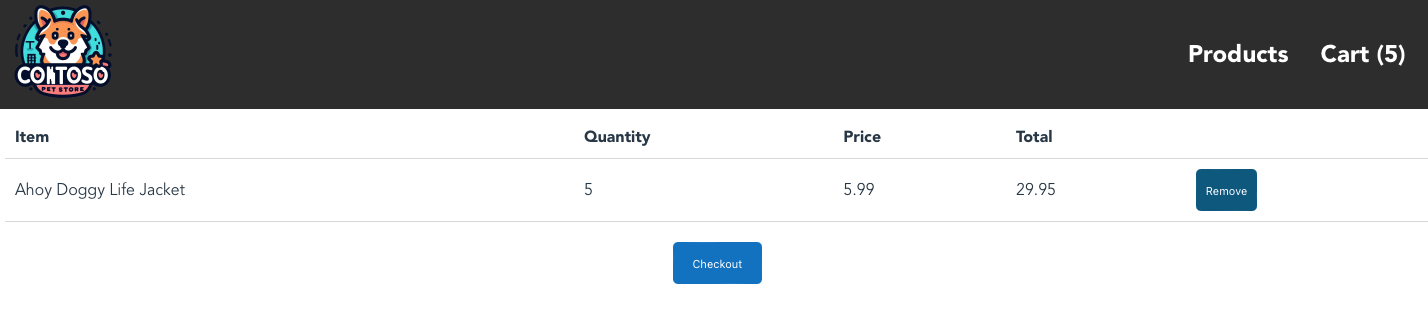 CONTOSO
PET STORE
Products Cart (5)
Item Quantity Price Total
Ahoy Doggy Life Jacket 5 5.99 29.95 Remove
Checkout